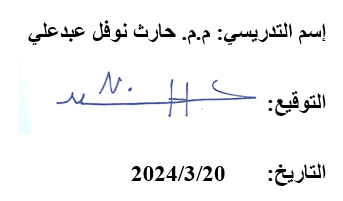 إسم التدريسي: م.م. حارث نوفل عبدعلي
التوقيع:
التاريخ: 2024/3/20